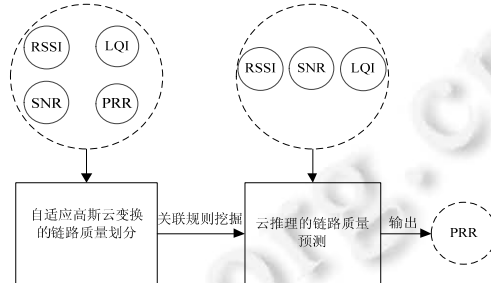 RSSI
LQI
SNR
PRR
RSSI
SNR
LQI
自适应高斯云变换
的链路质量划分
关联规则挖掘
云推理的链路质量
预测
输出
PRR
org.c